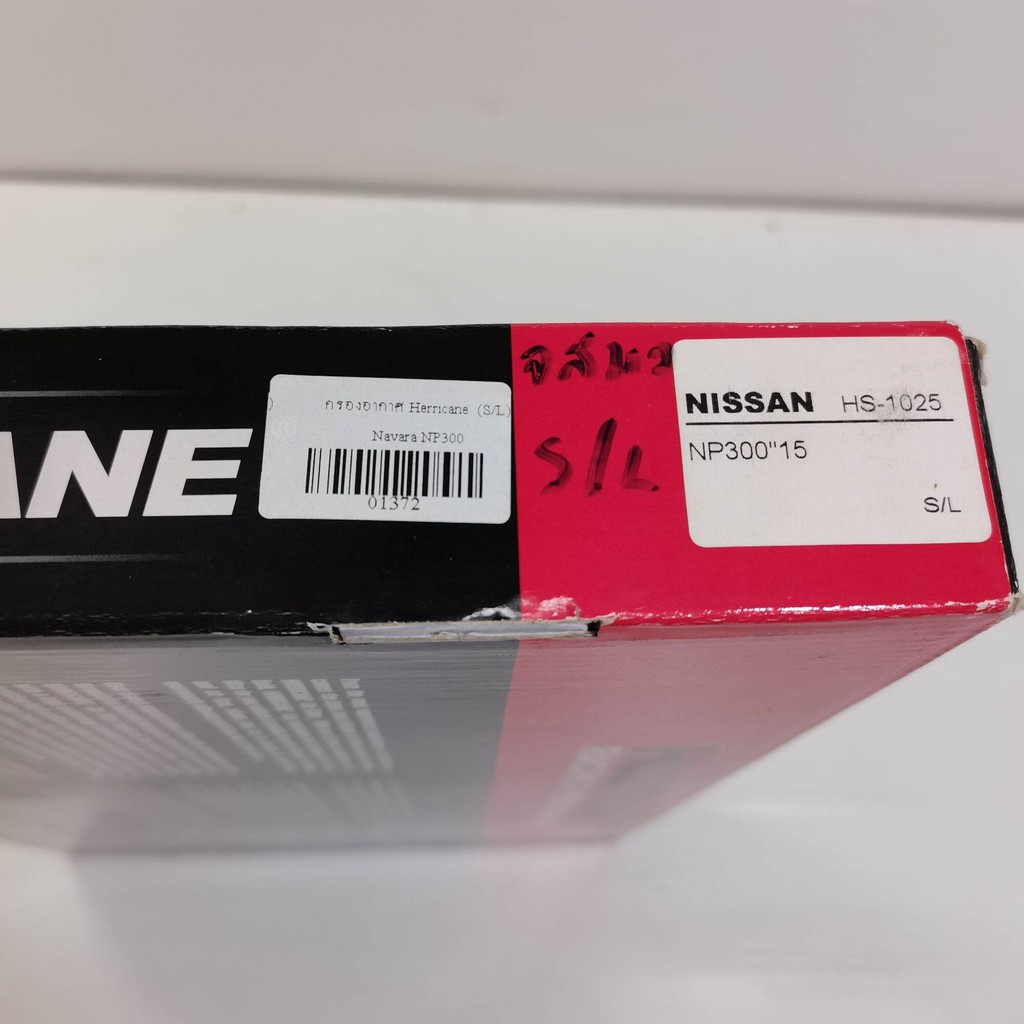 ANE
กรองอากาศ Herricane (S/L)
Navara NP300
01372
S/L
NISSAN HS-1025
NP300"15
S/L